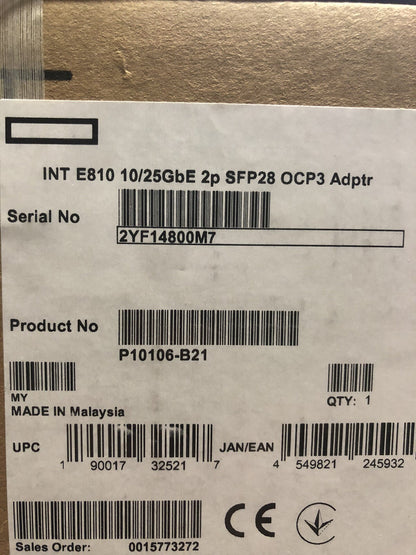 INT E810 10/25GbE 2p SFP28 OCP3 Adptr
Serial No
2YF14800M7
Product No
P10106-B21
MY
MADE IN Malaysia
QTY: 1
UPC
1 90017 32521 7
JAN/EAN
4 549821 245932
CE
Sales Order: 0015773272